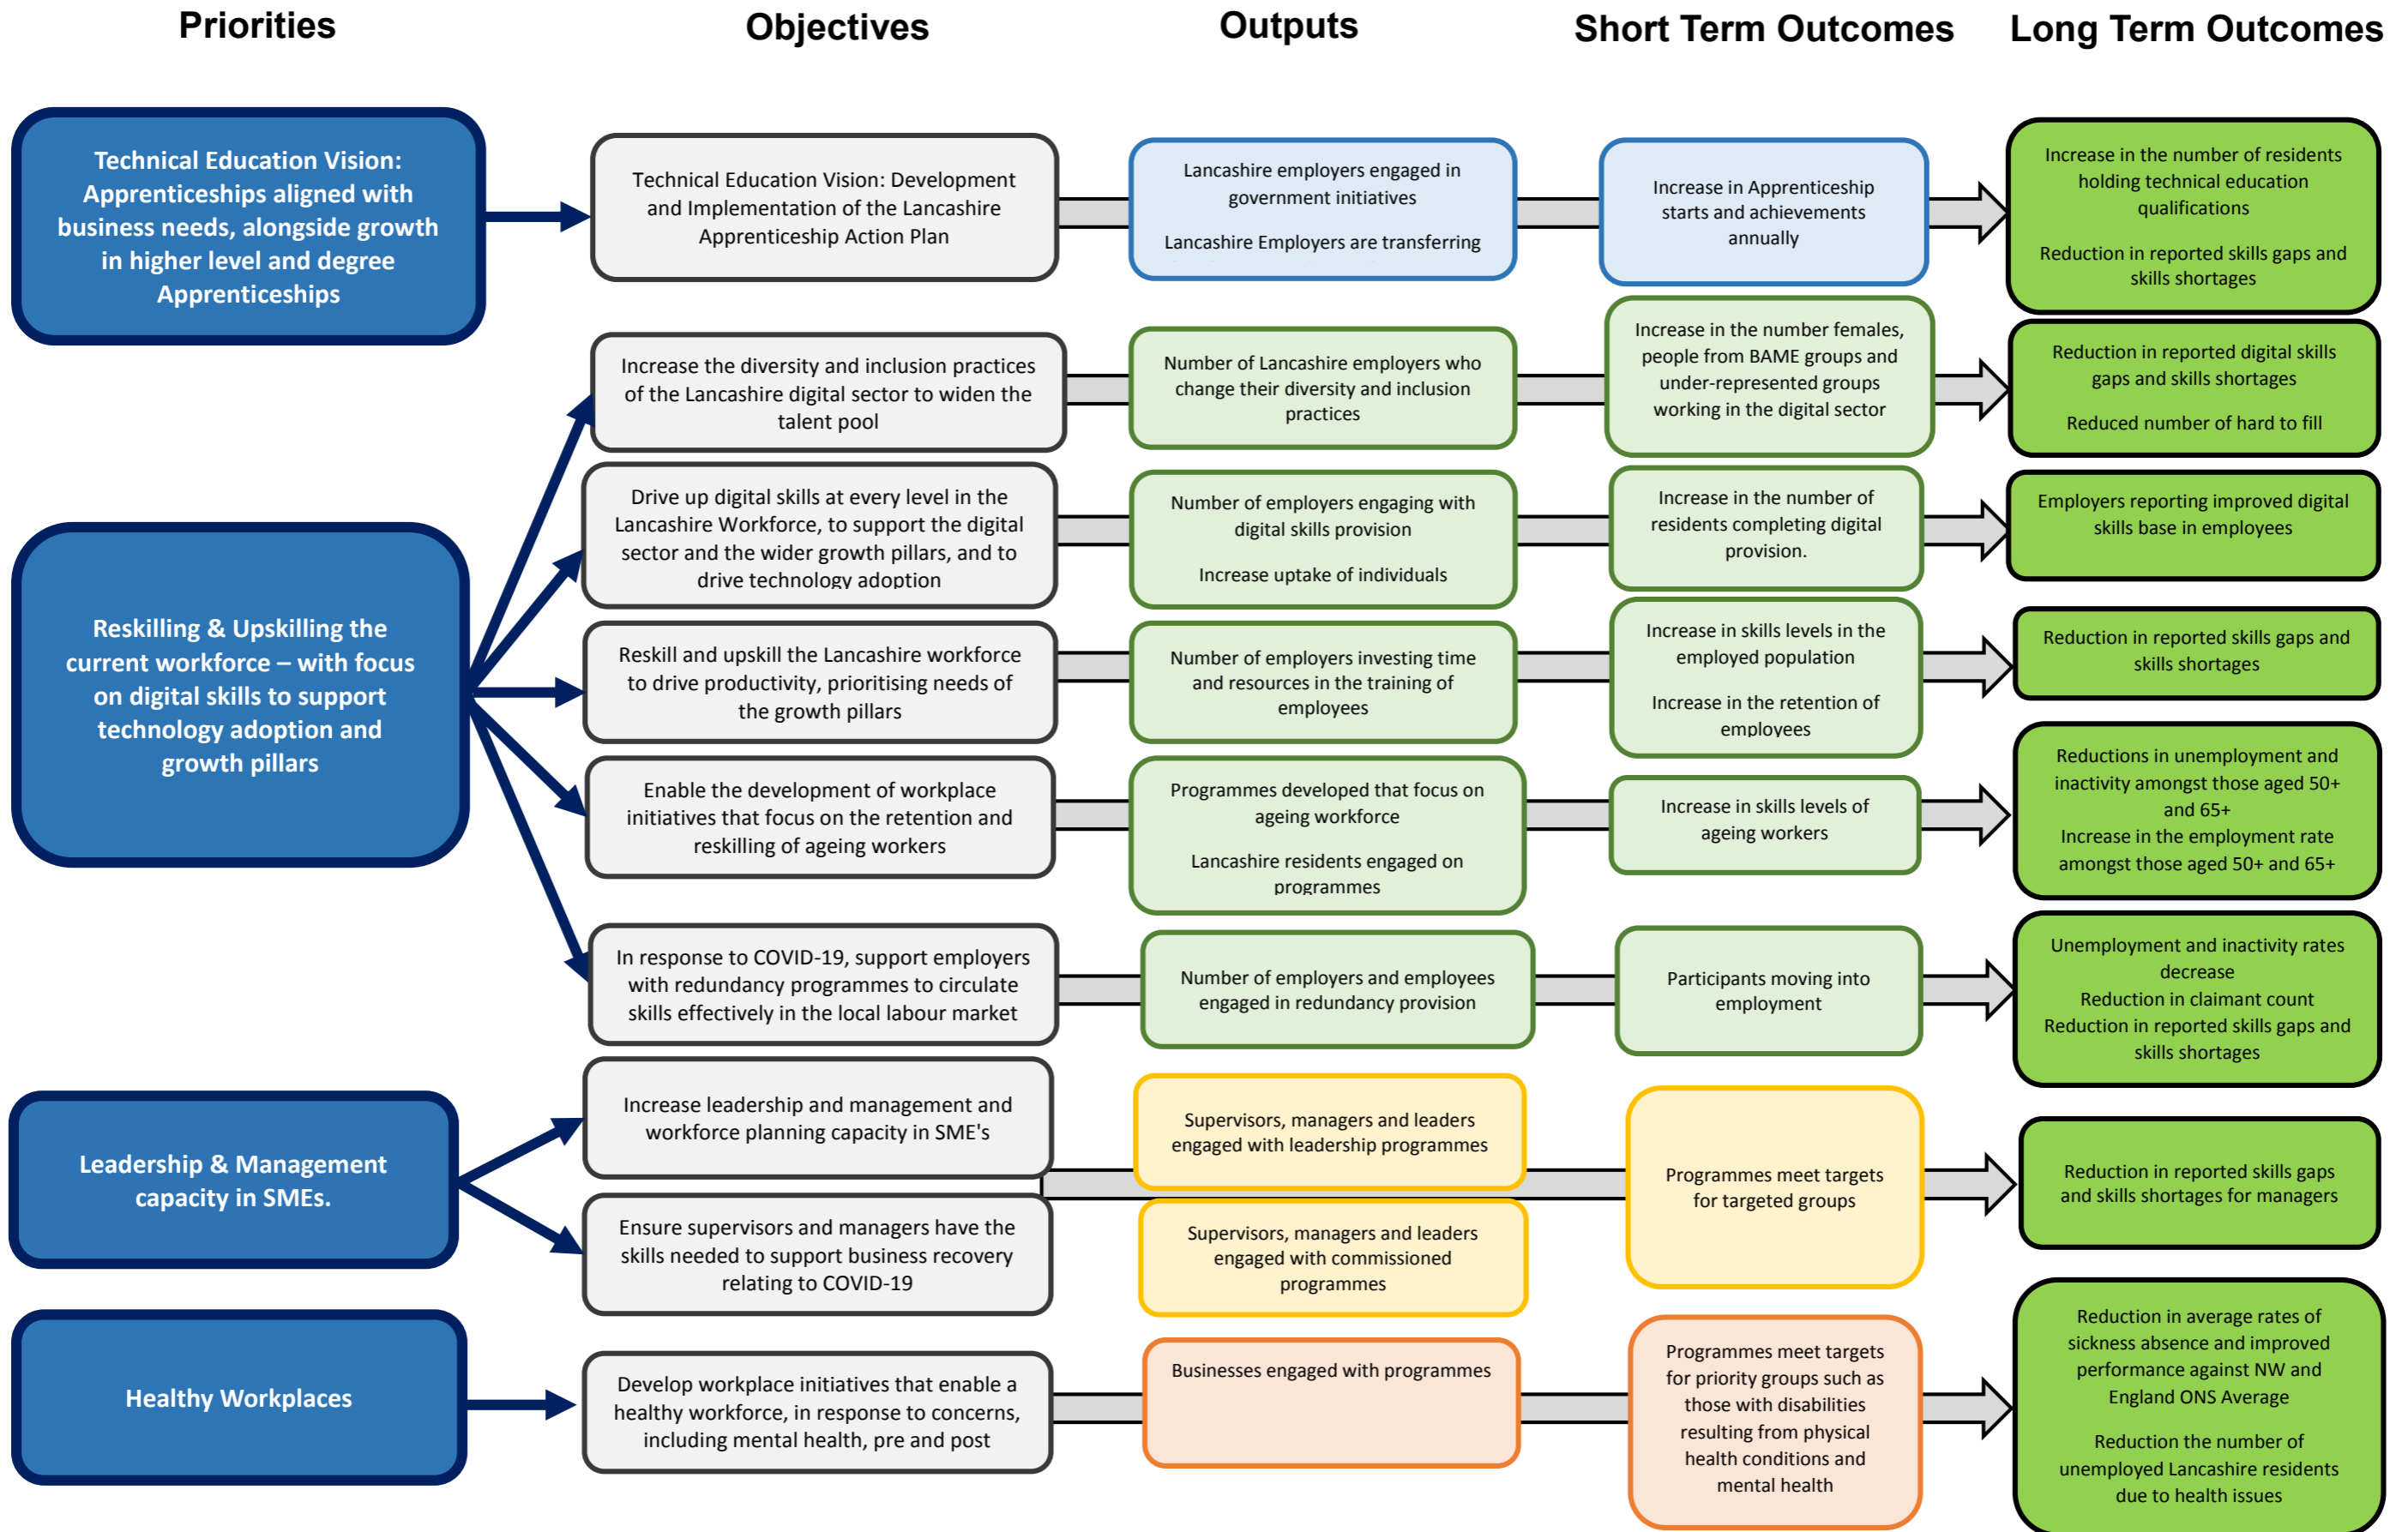 Priorities
Objectives
Outputs
Short Term Outcomes
Long Term Outcomes
Technical Education Vision:
Apprenticeships aligned with
business needs, alongside growth
in higher level and degree
Apprenticeships
Technical Education Vision: Development
and Implementation of the Lancashire
Apprenticeship Action Plan
Lancashire employers engaged in
government initiatives
Lancashire Employers are transferring
Increase in Apprenticeship
starts and achievements
annually
Increase in the number of residents
holding technical education
qualifications
Reduction in reported skills gaps and
skills shortages
Reskilling & Upskilling the
current workforce – with focus
on digital skills to support
technology adoption and
growth pillars
Increase the diversity and inclusion practices
of the Lancashire digital sector to widen the
talent pool
Number of Lancashire employers who
change their diversity and inclusion
practices
Increase in the number females,
people from BAME groups and
under-represented groups
working in the digital sector
Reduction in reported digital skills
gaps and skills shortages
Reduced number of hard to fill
Drive up digital skills at every level in the
Lancashire Workforce, to support the digital
sector and the wider growth pillars, and to
drive technology adoption
Number of employers engaging with
digital skills provision
Increase uptake of individuals
Increase in the number of
residents completing digital
provision.
Employers reporting improved digital
skills base in employees
Reskill and upskill the Lancashire workforce
to drive productivity, prioritising needs of
the growth pillars
Number of employers investing time
and resources in the training of
employees
Increase in skills levels in the
employed population
Increase in the retention of
employees
Reduction in reported skills gaps and
skills shortages
Enable the development of workplace
initiatives that focus on the retention and
reskilling of ageing workers
Programmes developed that focus on
ageing workforce
Lancashire residents engaged on
programmes
Increase in skills levels of
ageing workers
Reductions in unemployment and
inactivity amongst those aged 50+
and 65+
Increase in the employment rate
amongst those aged 50+ and 65+
In response to COVID-19, support employers
with redundancy programmes to circulate
skills effectively in the local labour market
Number of employers and employees
engaged in redundancy provision
Participants moving into
employment
Unemployment and inactivity rates
decrease
Reduction in claimant count
Reduction in reported skills gaps and
skills shortages
Leadership & Management
capacity in SMEs.
Increase leadership and management and
workforce planning capacity in SME's
Supervisors, managers and leaders
engaged with leadership programmes
Ensure supervisors and managers have the
skills needed to support business recovery
relating to COVID-19
Supervisors, managers and leaders
engaged with commissioned
programmes
Programmes meet targets
for targeted groups
Reduction in reported skills gaps
and skills shortages for managers
Healthy Workplaces
Develop workplace initiatives that enable a
healthy workforce, in response to concerns,
including mental health, pre and post
Businesses engaged with programmes
Programmes meet targets
for priority groups such as
those with disabilities
resulting from physical
health conditions and
mental health
Reduction in average rates of
sickness absence and improved
performance against NW and
England ONS Average
Reduction the number of
unemployed Lancashire residents
due to health issues